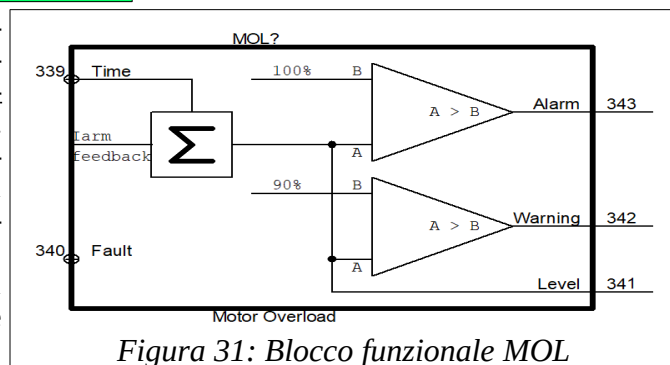 MOL?
339 Time
100% B
A > B
Alarm 343
Iarm
feedback
Σ
A
90% B
A > B
Warning 342
340 Fault
A
Level 341
Motor Overload
Figura 31: Blocco funzionale MOL